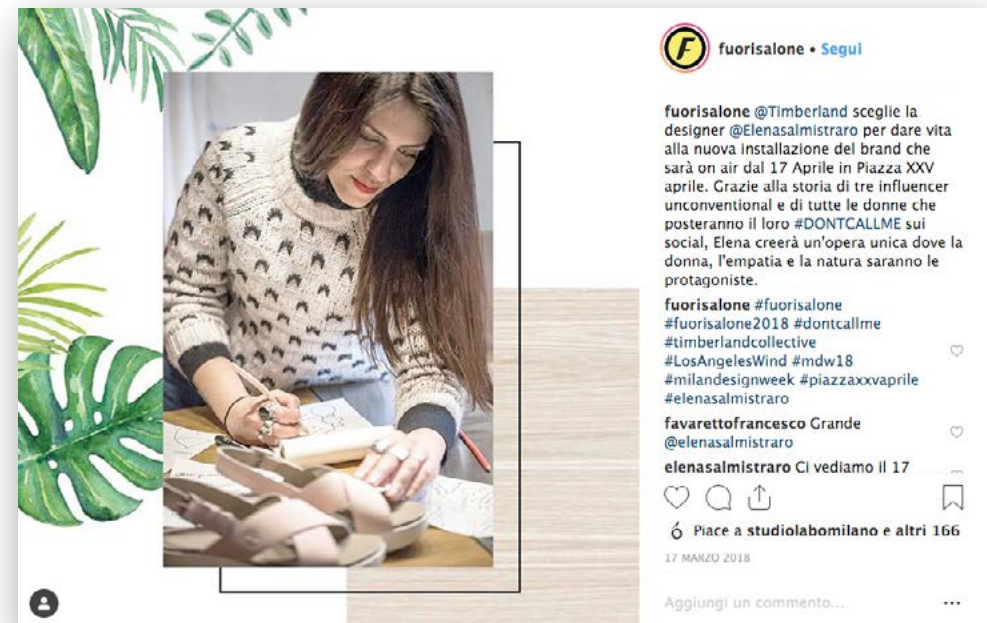 fuorisalone • Segui
fuorisalone @Timberland sceglie la
designer @Elenasalmistraro per dare vita
alla nuova installazione del brand che
sarà on air dal 17 Aprile in Piazza XXV
aprile. Grazie alla storia di tre influencer
unconventional e di tutte le donne che
posteranno il loro #DONTCALLME sui
social, Elena creerà un'opera unica dove la
donna, l'empatia e la natura saranno le
protagoniste.
fuorisalone #fuorisalone
#fuorisalone2018 #dontcallme
#timberlandcollective
#LosAngelesWind #mdw18
#milandesignweek #piazzaxxvaprile
#elenasalmistraro
favarettofrancesco Grande
@elenasalmistraro
elenasalmistraro Ci vediamo il 17
Piace a studiolabomilano e altri 166
17 MARZO 2018
Aggiungi un commento...